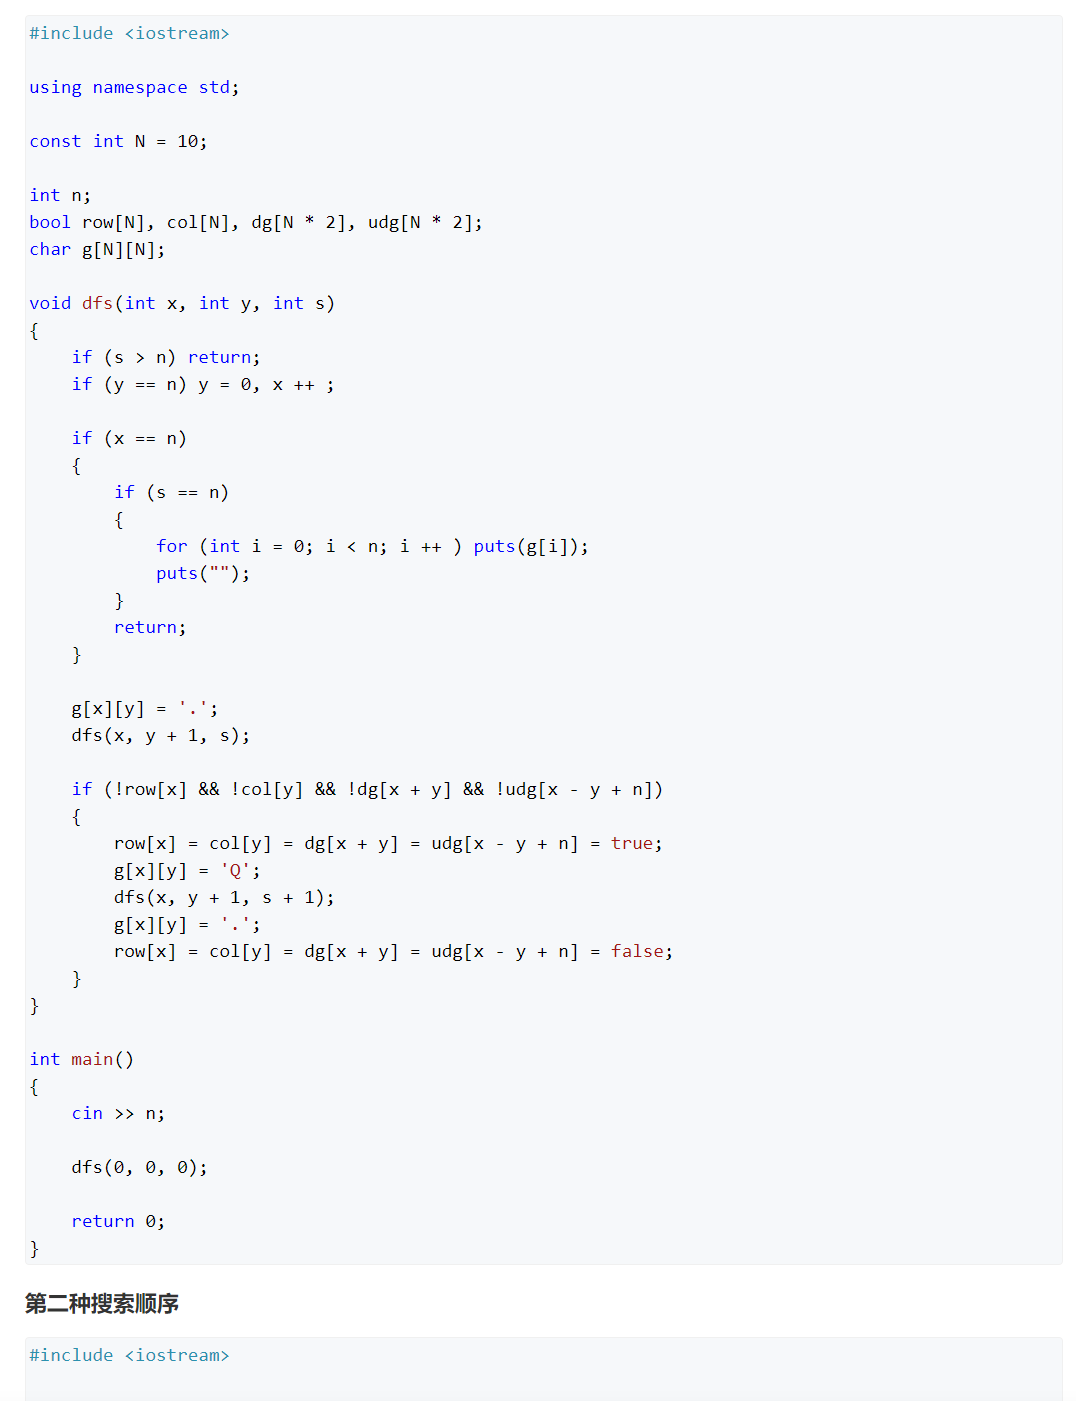 #include <iostream>

using namespace std;

const int N = 10;

int n;
bool row[N], col[N], dg[N * 2], udg[N * 2];
char g[N][N];

void dfs(int x, int y, int s)
{
    if (s > n) return;
    if (y == n) y = 0, x ++ ;

    if (x == n)
    {
        if (s == n)
        {
            for (int i = 0; i < n; i ++ ) puts(g[i]);
            puts("");
        }
        return;
    }

    g[x][y] = '.';
    dfs(x, y + 1, s);

    if (!row[x] && !col[y] && !dg[x + y] && !udg[x - y + n])
    {
        row[x] = col[y] = dg[x + y] = udg[x - y + n] = true;
        g[x][y] = 'Q';
        dfs(x, y + 1, s + 1);
        g[x][y] = '.';
        row[x] = col[y] = dg[x + y] = udg[x - y + n] = false;
    }
}

int main()
{
    cin >> n;

    dfs(0, 0, 0);

    return 0;
}
第二种搜索顺序
#include <iostream>